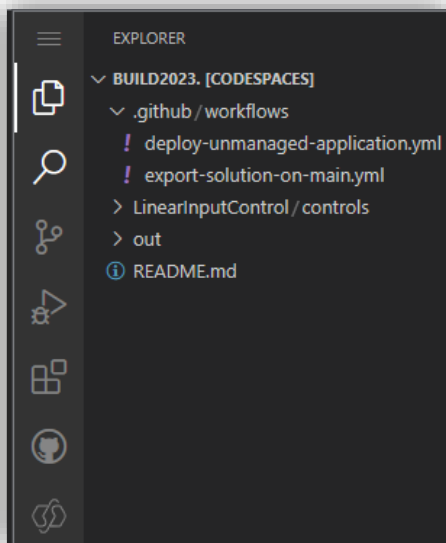 EXPLORER
BUILD2023. [CODESPACES]
.github / workflows
! deploy-unmanaged-application.yml
! export-solution-on-main.yml
LinearInputControl / controls
out
README.md